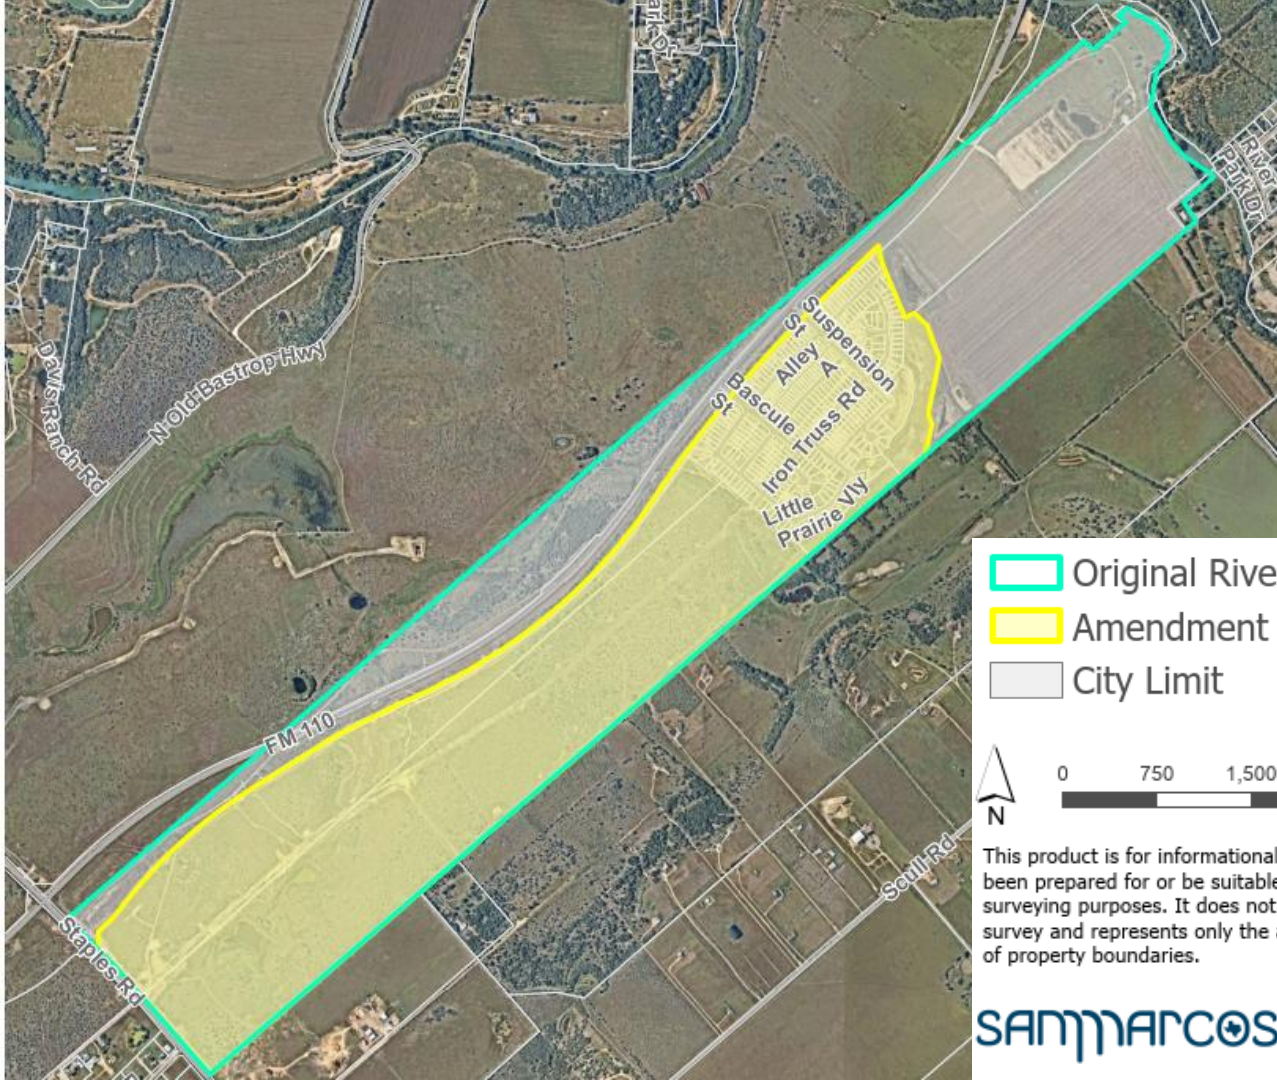 Park Dr
River
Park Dr
Davis Ranch Rd
N Old Bastrop Hwy
Suspension
St
Alley
A
Bascule
St
Iron Truss Rd
Little
Prairie Vly
FM 110
Staples Rd
Scull Rd
Original Rive
Amendment
City Limit
0 750 1,500
N
This product is for informational
been prepared for or be suitable
surveying purposes. It does not
survey and represents only the a
of property boundaries.
SANMARCOS